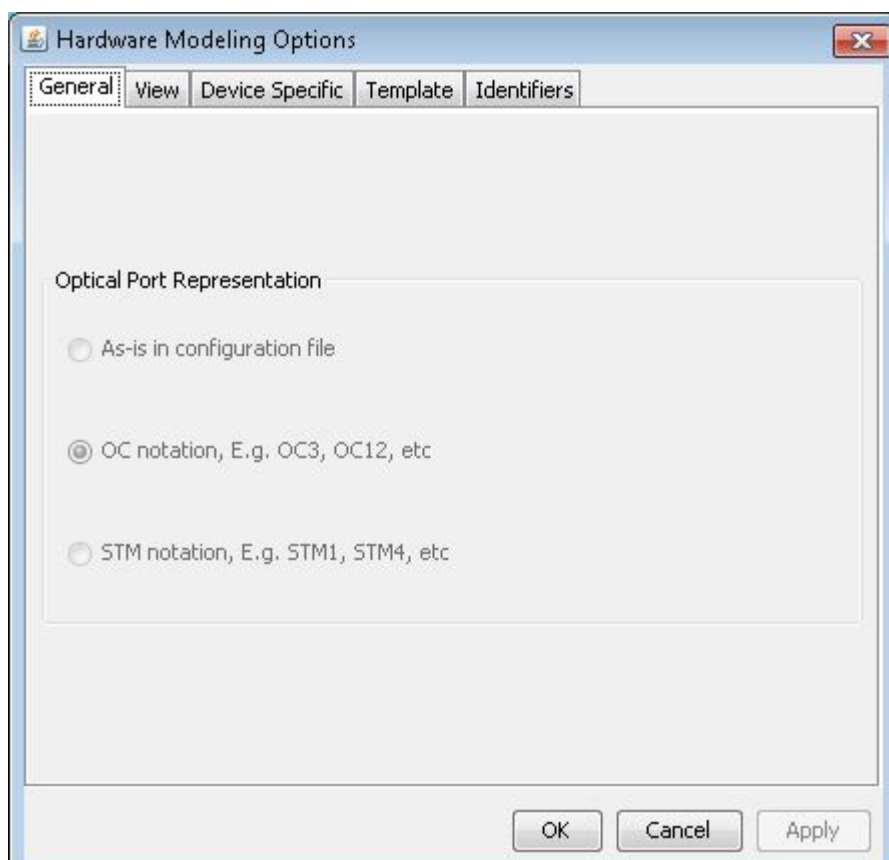 Hardware Modeling Options
General View Device Specific Template Identifiers
Optical Port Representation
As-is in configuration file
OC notation, E.g. OC3, OC12, etc
STM notation, E.g. STM1, STM4, etc
OK Cancel Apply